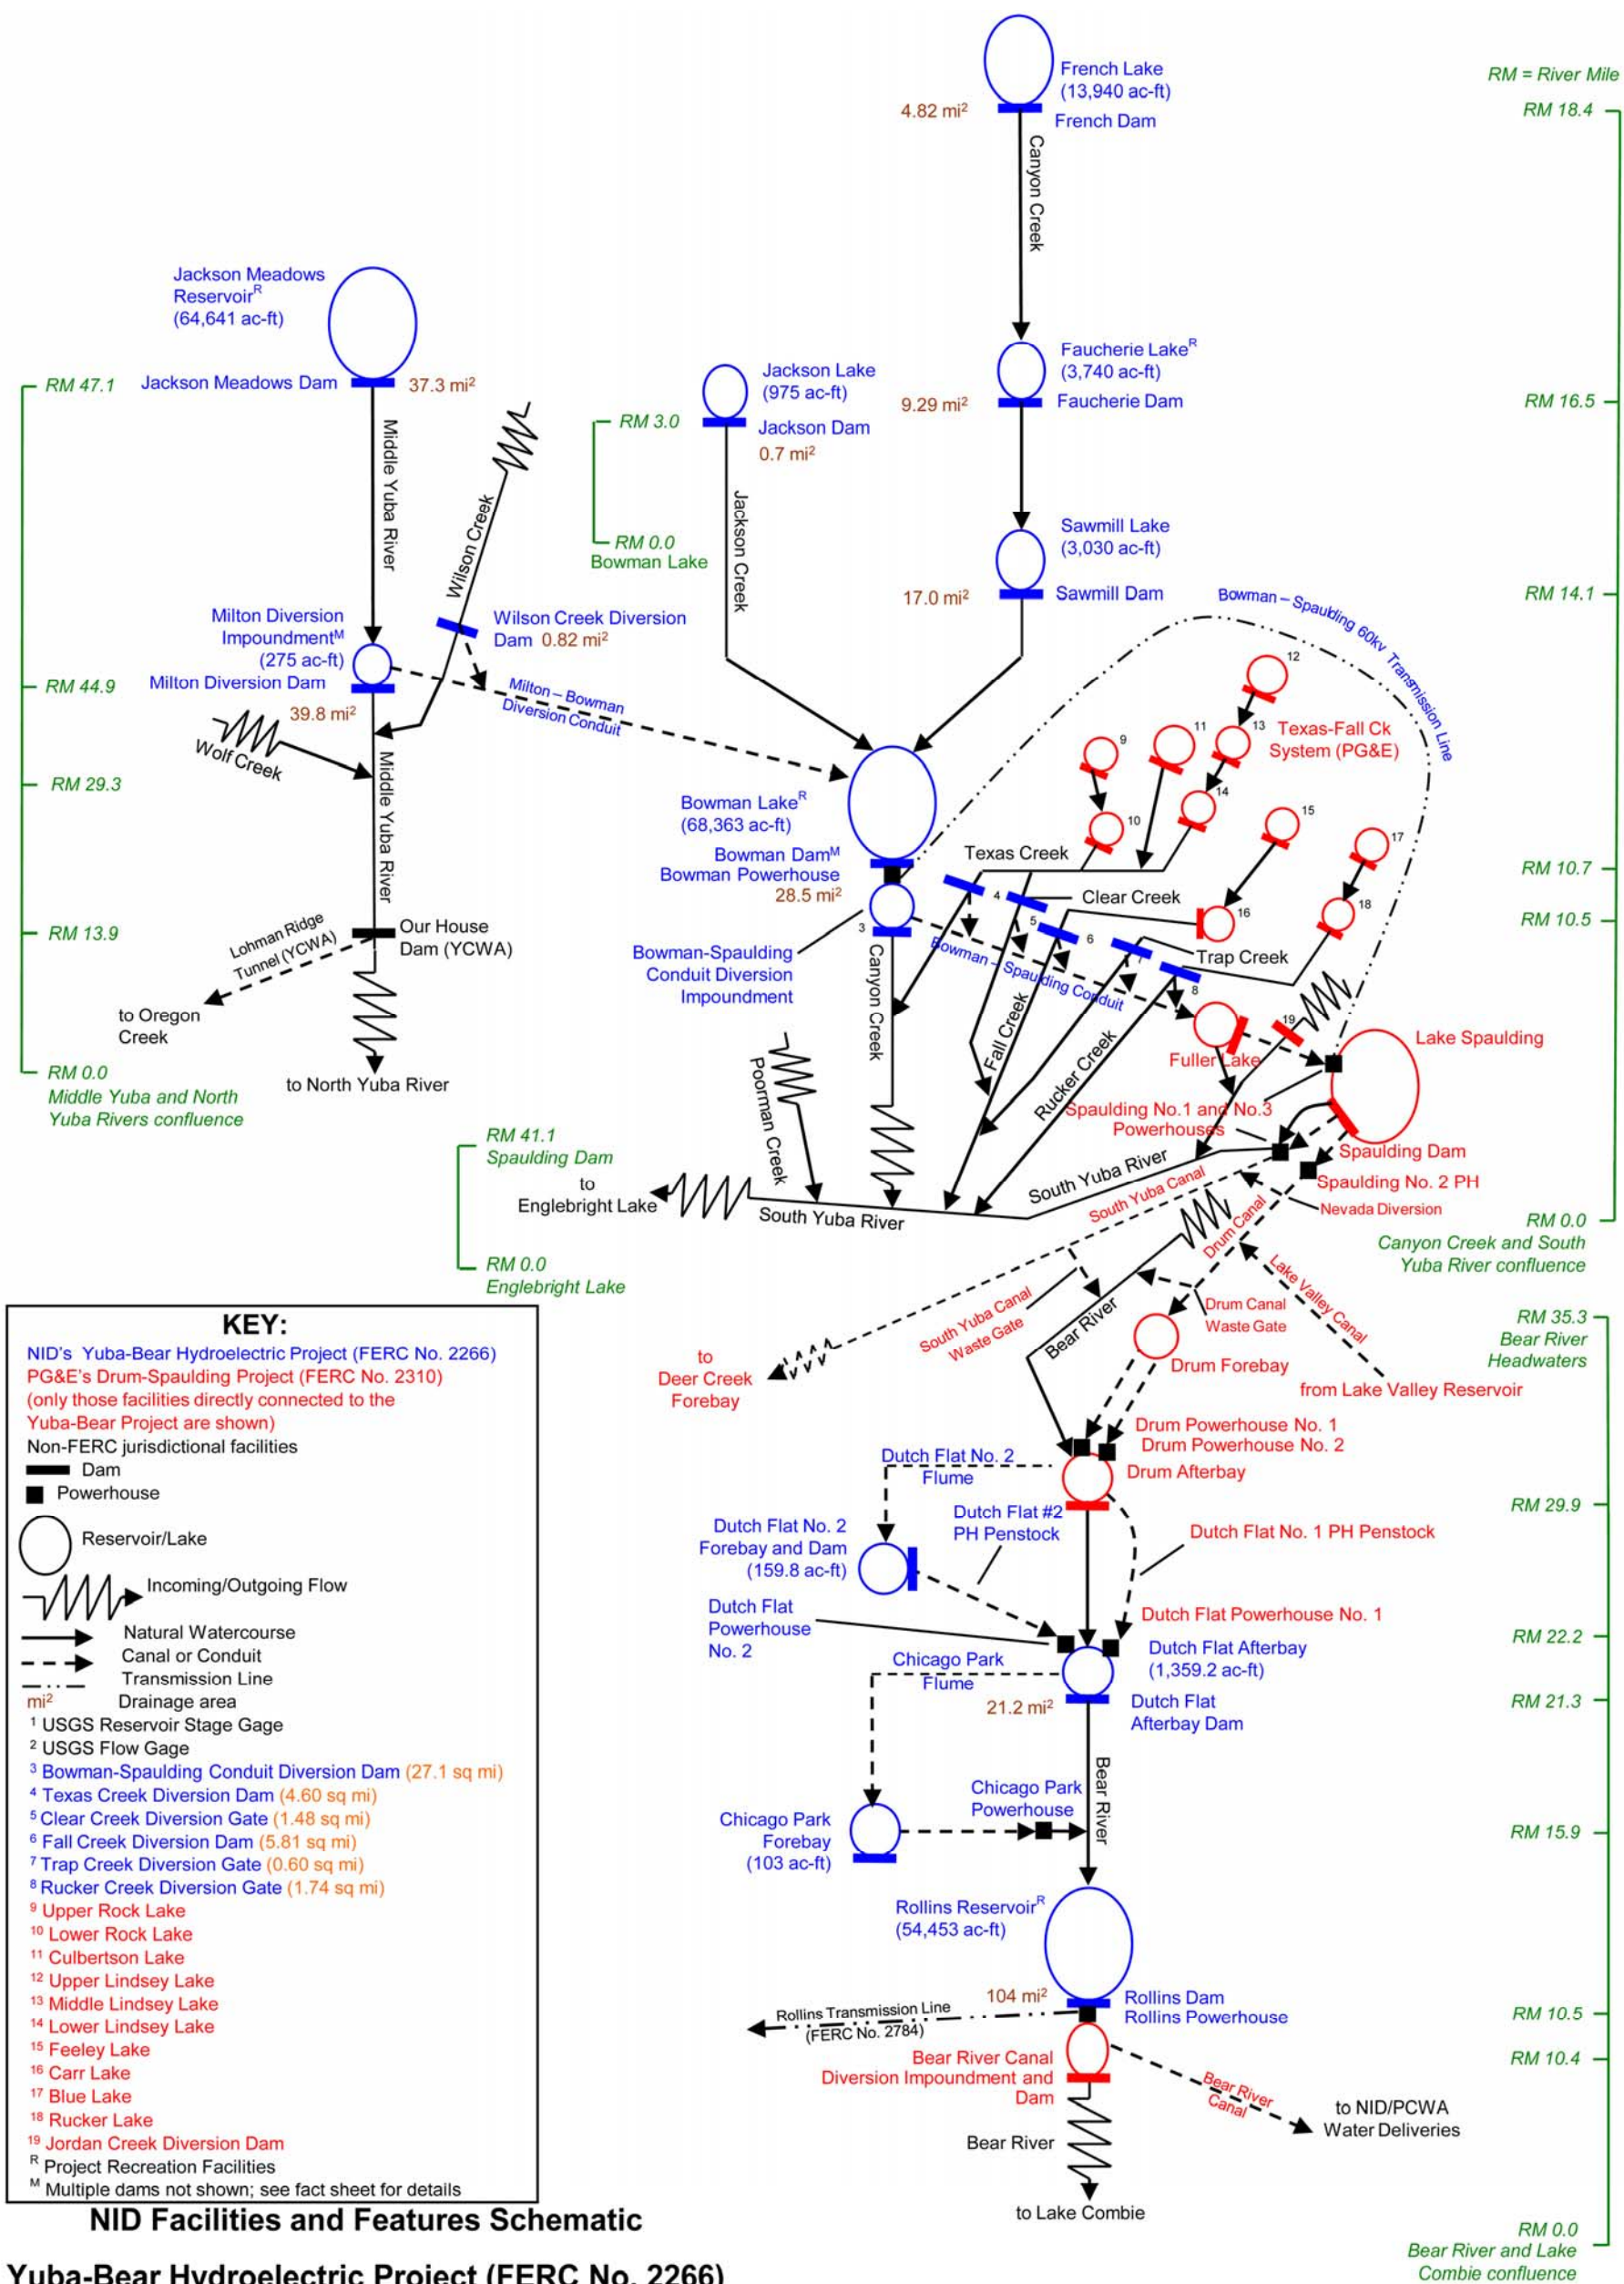 French Lake
(13,940 ac-ft)
4.82 mi²
French Dam
Canyon Creek
RM = River Mile
RM 18.4
Jackson Meadows
Reservoirᴿ
(64,641 ac-ft)
RM 47.1
Jackson Meadows Dam
37.3 mi²
Middle Yuba River
Wilson Creek
Jackson Lake
(975 ac-ft)
RM 3.0
Jackson Dam
0.7 mi²
Jackson Creek
RM 0.0
Bowman Lake
Faucherie Lakeᴿ
(3,740 ac-ft)
9.29 mi²
Faucherie Dam
RM 16.5
Sawmill Lake
(3,030 ac-ft)
17.0 mi²
Sawmill Dam
RM 14.1
Bowman – Spaulding 60kv Transmission Line
Milton Diversion
Impoundmentᴹ
(275 ac-ft)
Milton Diversion Dam
RM 44.9
39.8 mi²
Wilson Creek Diversion
Dam 0.82 mi²
Milton – Bowman
Diversion Conduit
Wolf Creek
RM 29.3
Middle Yuba River
12
13
11
9
14
10
15
17
Texas-Fall Ck
System (PG&E)
Bowman Lakeᴿ
(68,363 ac-ft)
Bowman Damᴹ
Bowman Powerhouse
28.5 mi²
3
Texas Creek
RM 10.7
4
Clear Creek
16
18
RM 10.5
5
6
7
8
Trap Creek
Bowman – Spaulding Conduit
Bowman-Spaulding
Conduit Diversion
Impoundment
Canyon Creek
RM 13.9
Our House
Dam (YCWA)
Lohman Ridge
Tunnel (YCWA)
to Oregon
Creek
RM 0.0
Middle Yuba and North
Yuba Rivers confluence
to North Yuba River
Poorman Creek
Fall Creek
Rucker Creek
19
Fuller Lake
Lake Spaulding
Spaulding No.1 and No.3
Powerhouses
Spaulding Dam
Spaulding No. 2 PH
Nevada Diversion
RM 41.1
Spaulding Dam
to
Englebright Lake
South Yuba River
South Yuba River
South Yuba Canal
RM 0.0
Englebright Lake
RM 0.0
Canyon Creek and South
Yuba River confluence
Drum Canal
Lake Valley Canal
South Yuba Canal
Waste Gate
Bear River
Drum Canal
Waste Gate
RM 35.3
Bear River
Headwaters
to
Deer Creek
Forebay
Drum Forebay
from Lake Valley Reservoir
Drum Powerhouse No. 1
Drum Powerhouse No. 2
Drum Afterbay
Dutch Flat No. 2
Flume
RM 29.9
Dutch Flat #2
PH Penstock
Dutch Flat No. 1 PH Penstock
Dutch Flat No. 2
Forebay and Dam
(159.8 ac-ft)
Dutch Flat
Powerhouse
No. 2
Dutch Flat Powerhouse No. 1
RM 22.2
Dutch Flat Afterbay
(1,359.2 ac-ft)
Chicago Park
Flume
21.2 mi²
Dutch Flat
Afterbay Dam
RM 21.3
Bear River
Chicago Park
Powerhouse
Chicago Park
Forebay
(103 ac-ft)
RM 15.9
Rollins Reservoirᴿ
(54,453 ac-ft)
104 mi²
Rollins Dam
Rollins Powerhouse
RM 10.5
Rollins Transmission Line
(FERC No. 2784)
RM 10.4
Bear River Canal
Diversion Impoundment and
Dam
Bear River
Canal
to NID/PCWA
Water Deliveries
Bear River
to Lake Combie
RM 0.0
Bear River and Lake
Combie confluence
KEY:
NID's Yuba-Bear Hydroelectric Project (FERC No. 2266)
PG&E's Drum-Spaulding Project (FERC No. 2310)
(only those facilities directly connected to the
Yuba-Bear Project are shown)
Non-FERC jurisdictional facilities
Dam
Powerhouse
Reservoir/Lake
Incoming/Outgoing Flow
Natural Watercourse
Canal or Conduit
Transmission Line
mi² Drainage area
¹ USGS Reservoir Stage Gage
² USGS Flow Gage
³ Bowman-Spaulding Conduit Diversion Dam (27.1 sq mi)
⁴ Texas Creek Diversion Dam (4.60 sq mi)
⁵ Clear Creek Diversion Gate (1.48 sq mi)
⁶ Fall Creek Diversion Dam (5.81 sq mi)
⁷ Trap Creek Diversion Gate (0.60 sq mi)
⁸ Rucker Creek Diversion Gate (1.74 sq mi)
⁹ Upper Rock Lake
¹⁰ Lower Rock Lake
¹¹ Culbertson Lake
¹² Upper Lindsey Lake
¹³ Middle Lindsey Lake
¹⁴ Lower Lindsey Lake
¹⁵ Feeley Lake
¹⁶ Carr Lake
¹⁷ Blue Lake
¹⁸ Rucker Lake
¹⁹ Jordan Creek Diversion Dam
ᴿ Project Recreation Facilities
ᴹ Multiple dams not shown; see fact sheet for details
NID Facilities and Features Schematic
Yuba-Bear Hydroelectric Project (FERC No. 2266)